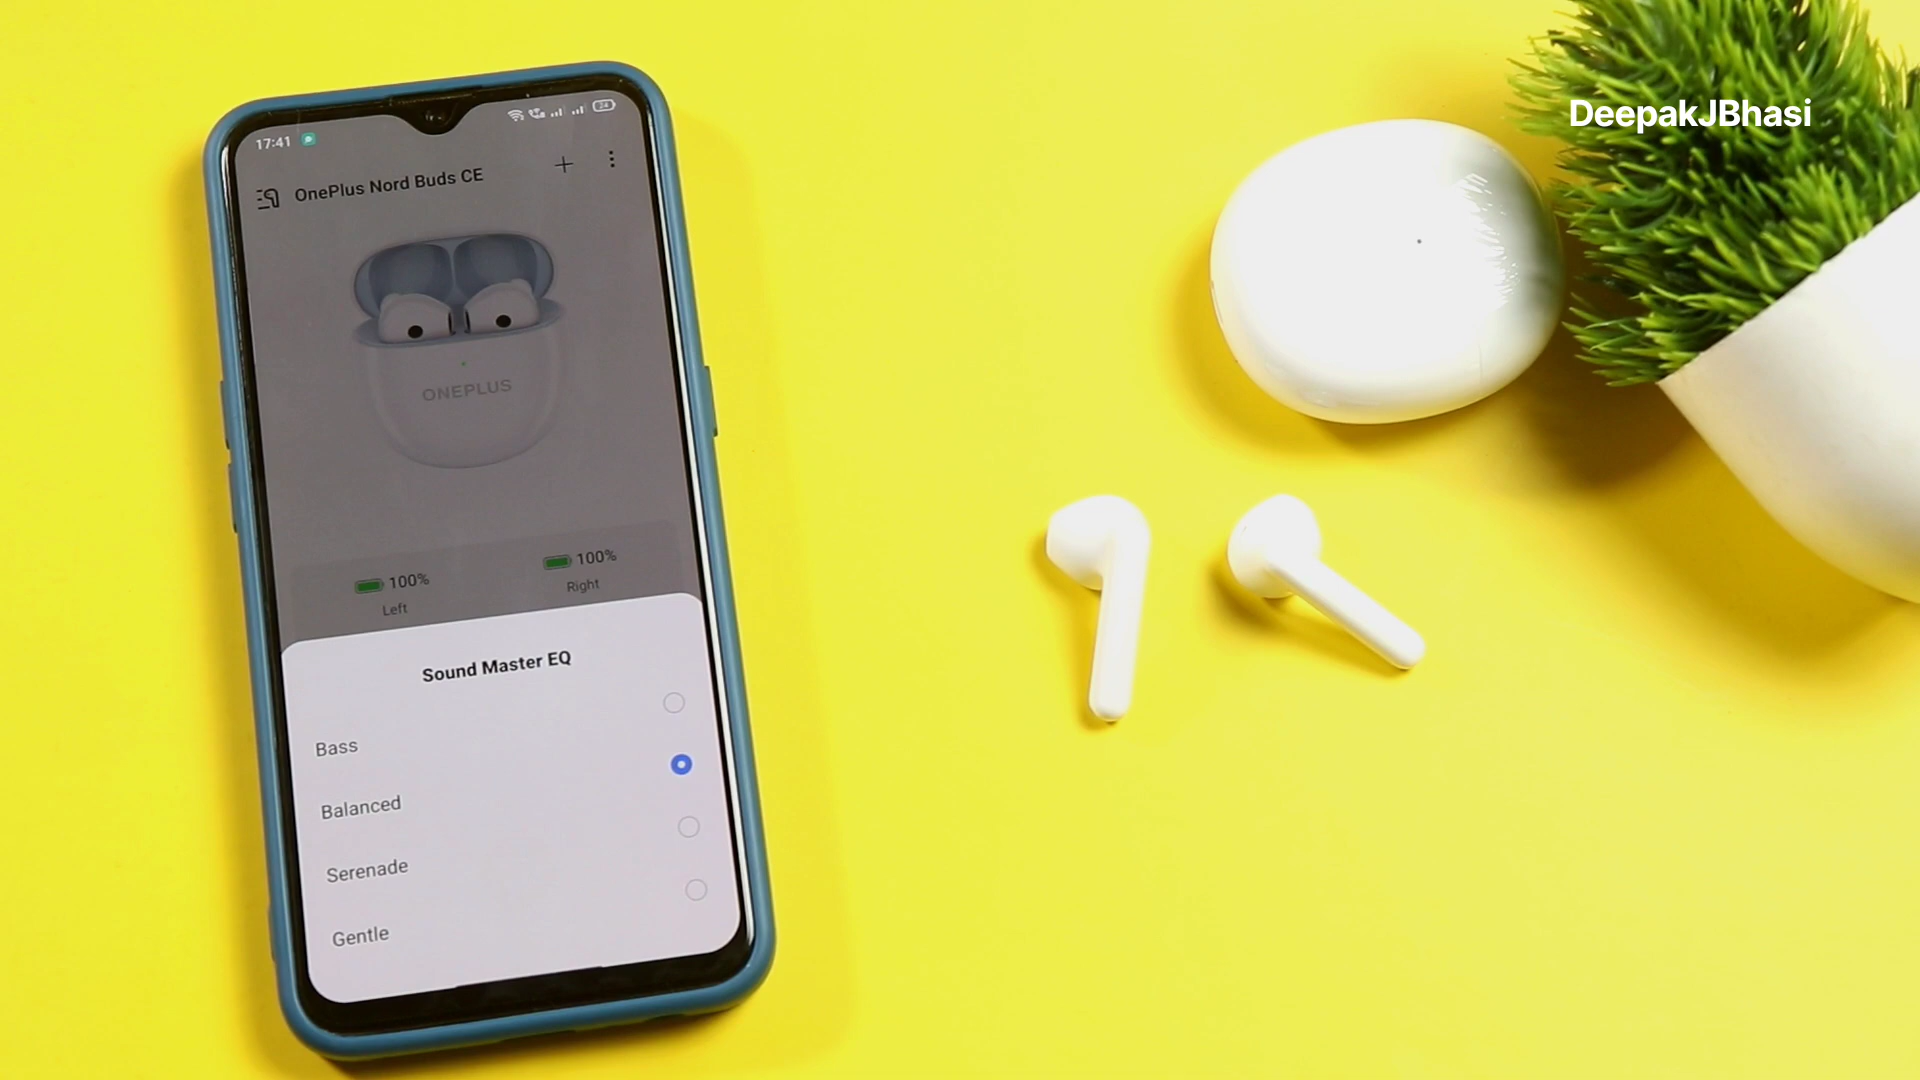 DeepakJBhasi
17:41
24
OnePlus Nord Buds CE
ONEPLUS
100%
Left
100%
Right
Sound Master EQ
Bass
Balanced
Serenade
Gentle